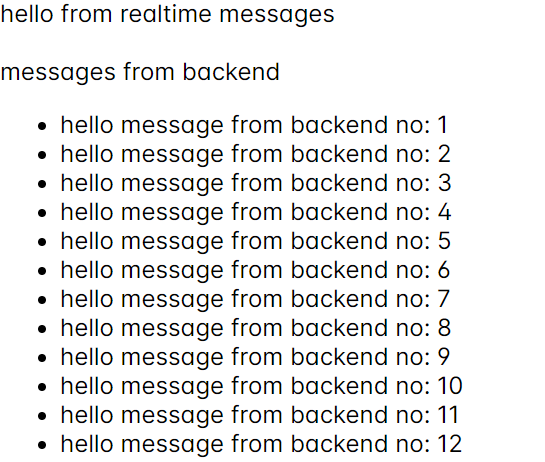 hello from realtime messages
messages from backend
• hello message from backend no: 1
• hello message from backend no: 2
• hello message from backend no: 3
• hello message from backend no: 4
• hello message from backend no: 5
• hello message from backend no: 6
• hello message from backend no: 7
• hello message from backend no: 8
• hello message from backend no: 9
• hello message from backend no: 10
• hello message from backend no: 11
• hello message from backend no: 12